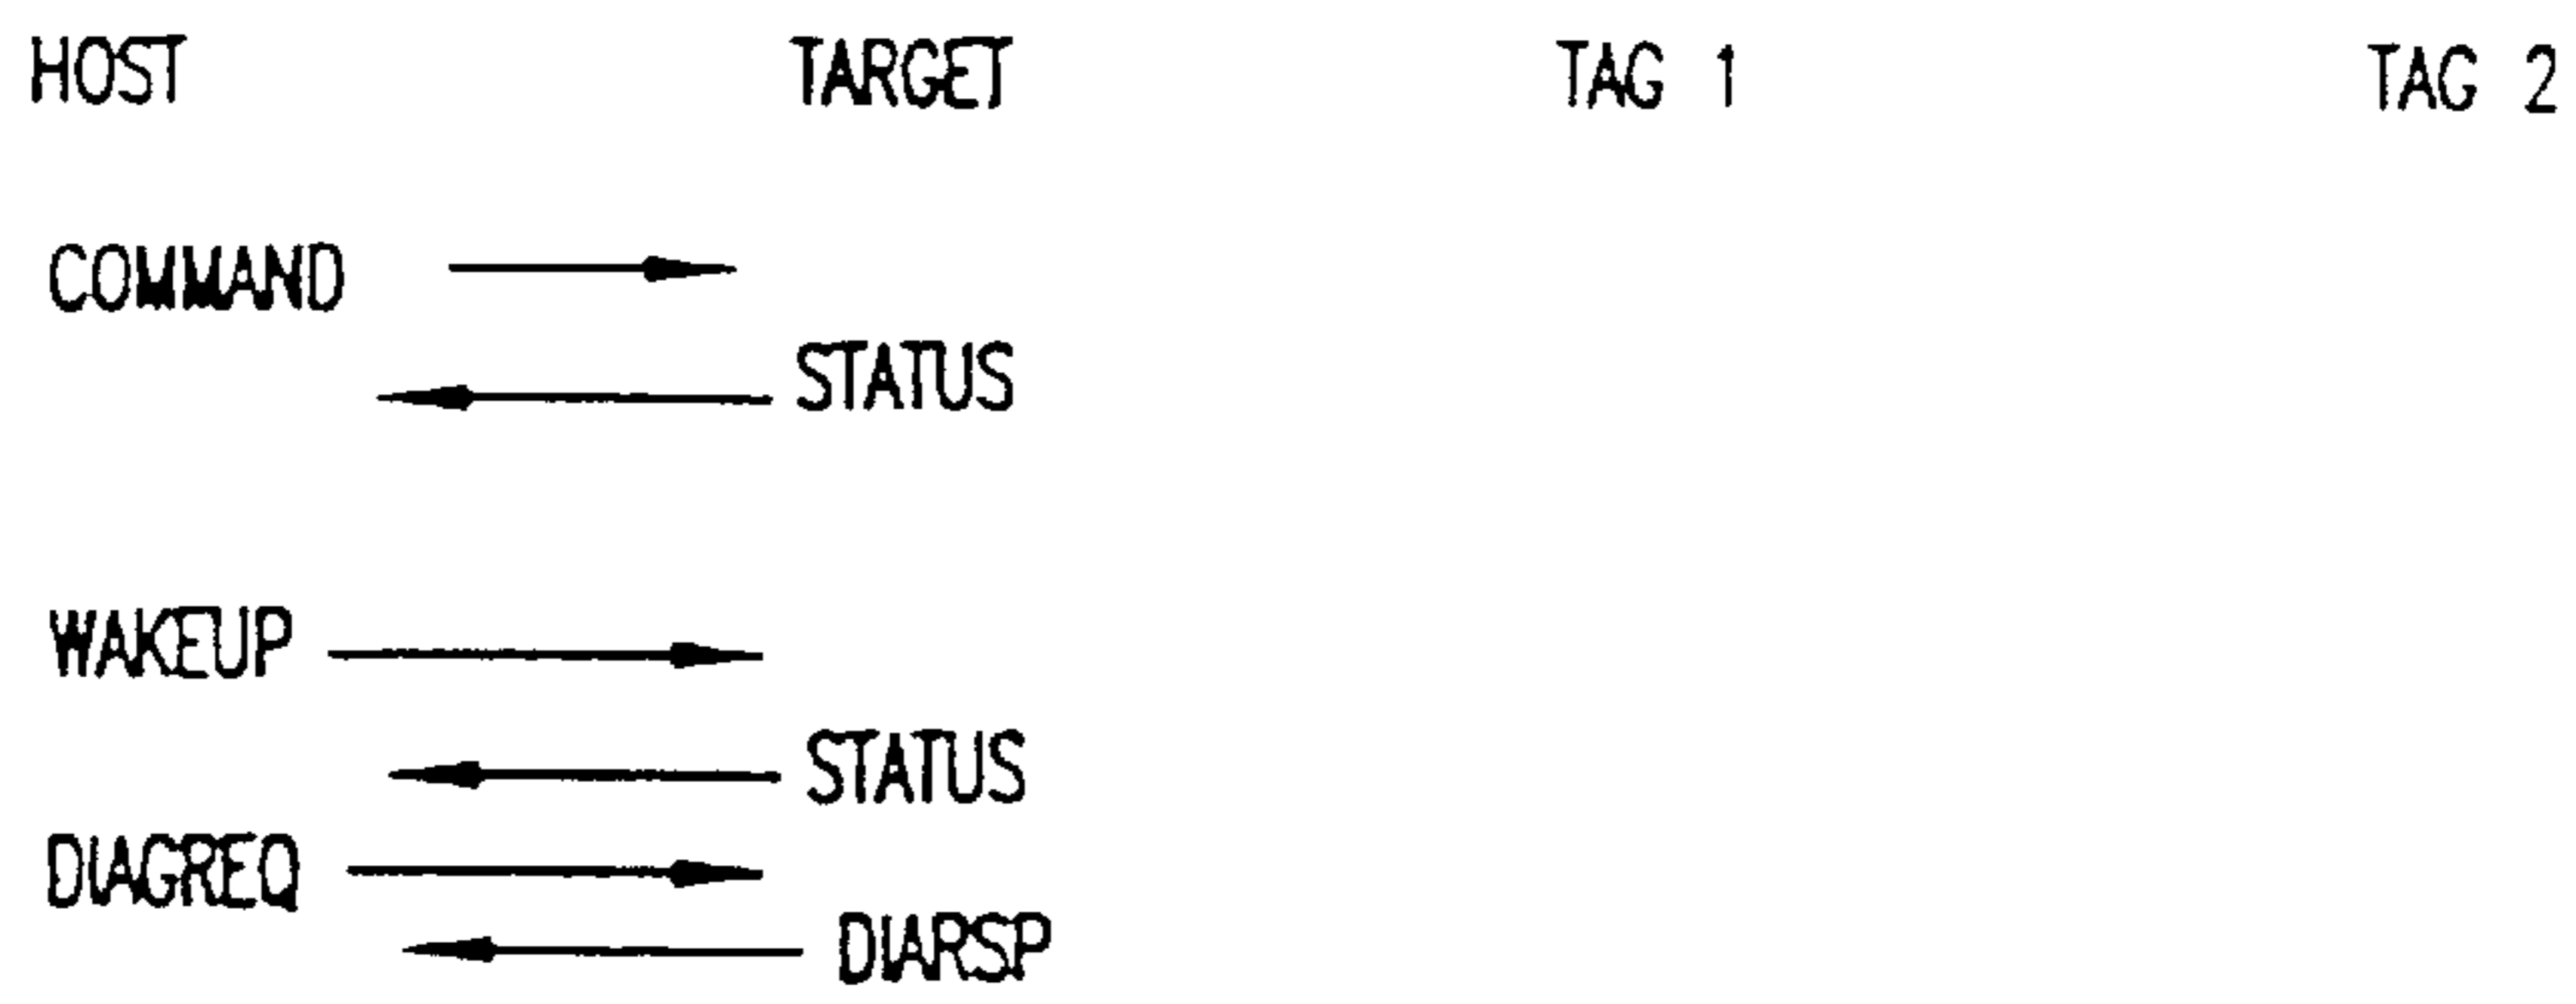 HOST TARGET TAG 1 TAG 2
COMMAND
STATUS
WAKEUP
STATUS
DIAGREQ
DIARSP